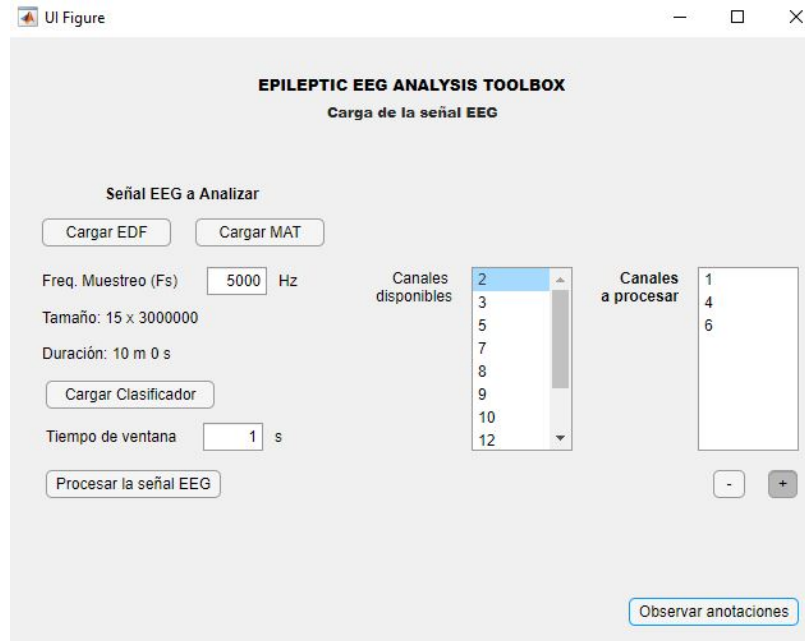 UI Figure
EPILEPTIC EEG ANALYSIS TOOLBOX
Carga de la señal EEG
Señal EEG a Analizar
Cargar EDF
Cargar MAT
Freq. Muestreo (Fs) 5000 Hz
Tamaño: 15 x 3000000
Duración: 10 m 0 s
Cargar Clasificador
Tiempo de ventana 1 s
Procesar la señal EEG
Canales
disponibles
2
3
5
7
8
9
10
12
Canales
a procesar
1
4
6
-
+
Observar anotaciones